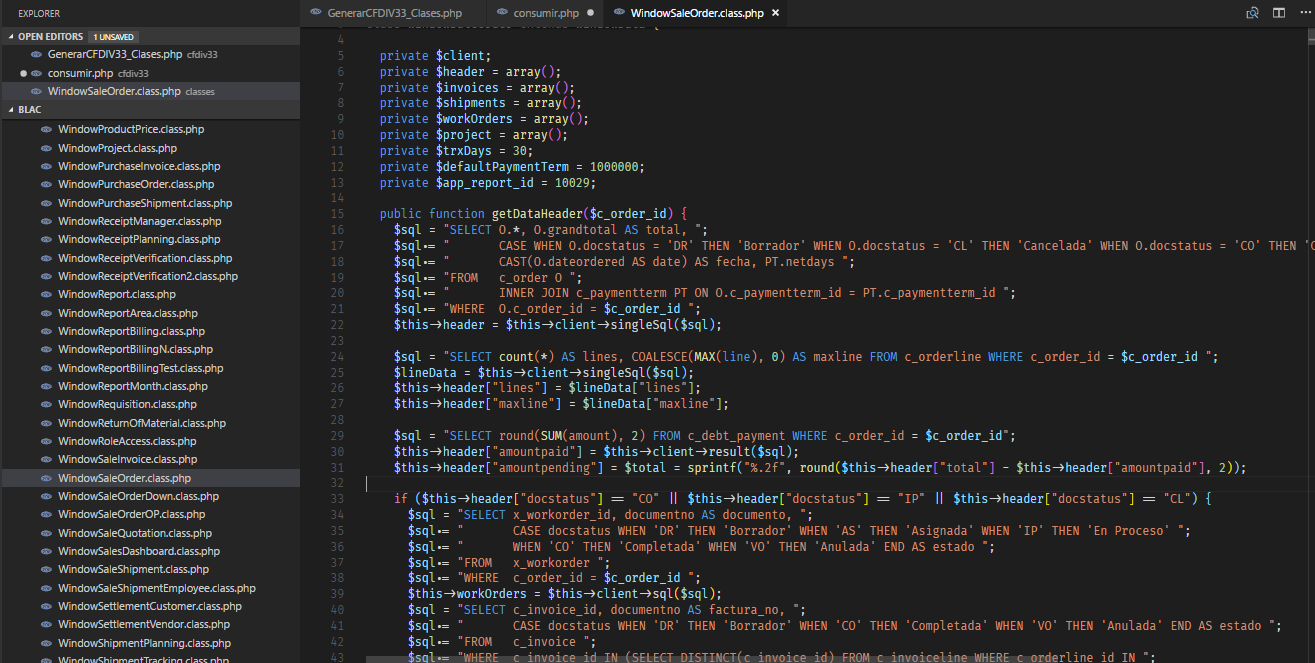 EXPLORER
OPEN EDITORS 1 UNSAVED
GenerarCFDIV33_Clases.php cfdiv33
consumir.php cfdiv33
WindowSaleOrder.class.php classes
BLAC
WindowProductPrice.class.php
WindowProject.class.php
WindowPurchaseInvoice.class.php
WindowPurchaseOrder.class.php
WindowPurchaseShipment.class.php
WindowReceiptManager.class.php
WindowReceiptPlanning.class.php
WindowReceiptVerification.class.php
WindowReceiptVerification2.class.php
WindowReport.class.php
WindowReportArea.class.php
WindowReportBilling.class.php
WindowReportBillingN.class.php
WindowReportBillingTest.class.php
WindowReportMonth.class.php
WindowRequisition.class.php
WindowReturnOfMaterial.class.php
WindowRoleAccess.class.php
WindowSaleInvoice.class.php
WindowSaleOrder.class.php
WindowSaleOrderDown.class.php
WindowSaleOrderOP.class.php
WindowSaleQuotation.class.php
WindowSalesDashboard.class.php
WindowSaleShipment.class.php
WindowSaleShipmentEmployee.class.php
WindowSettlementCustomer.class.php
WindowSettlementVendor.class.php
WindowShipmentPlanning.class.php
WindowShipmentTracking.class.php
GenerarCFDIV33_Clases.php consumir.php WindowSaleOrder.class.php
4
5 private $client;
6 private $header = array();
7 private $invoices = array();
8 private $shipments = array();
9 private $workOrders = array();
10 private $project = array();
11 private $trxDays = 30;
12 private $defaultPaymentTerm = 1000000;
13 private $app_report_id = 10029;
14
15 public function getDataHeader($c_order_id) {
16 $sql = "SELECT O.*, O.grandtotal AS total, ";
17 $sql .= " CASE WHEN O.docstatus = 'DR' THEN 'Borrador' WHEN O.docstatus = 'CL' THEN 'Cancelada' WHEN O.docstatus = 'CO' THEN 'C
18 $sql .= " CAST(O.dateordered AS date) AS fecha, PT.netdays ";
19 $sql .= "FROM c_order O ";
20 $sql .= " INNER JOIN c_paymentterm PT ON O.c_paymentterm_id = PT.c_paymentterm_id ";
21 $sql .= "WHERE O.c_order_id = $c_order_id ";
22 $this->header = $this->client->singleSql($sql);
23
24 $sql = "SELECT count(*) AS lines, COALESCE(MAX(line), 0) AS maxline FROM c_orderline WHERE c_order_id = $c_order_id ";
25 $lineData = $this->client->singleSql($sql);
26 $this->header["lines"] = $lineData["lines"];
27 $this->header["maxline"] = $lineData["maxline"];
28
29 $sql = "SELECT round(SUM(amount), 2) FROM c_debt_payment WHERE c_order_id = $c_order_id";
30 $this->header["amountpaid"] = $this->client->result($sql);
31 $this->header["amountpending"] = $total = sprintf("%.2f", round($this->header["total"] - $this->header["amountpaid"], 2));
32
33 if ($this->header["docstatus"] == "CO" || $this->header["docstatus"] == "IP" || $this->header["docstatus"] == "CL") {
34 $sql = "SELECT x_workorder_id, documentno AS documento, ";
35 $sql .= " CASE docstatus WHEN 'DR' THEN 'Borrador' WHEN 'AS' THEN 'Asignada' WHEN 'IP' THEN 'En Proceso' ";
36 $sql .= " WHEN 'CO' THEN 'Completada' WHEN 'VO' THEN 'Anulada' END AS estado ";
37 $sql .= "FROM x_workorder ";
38 $sql .= "WHERE c_order_id = $c_order_id ";
39 $this->workOrders = $this->client->sql($sql);
40 $sql = "SELECT c_invoice_id, documentno AS factura_no, ";
41 $sql .= " CASE docstatus WHEN 'DR' THEN 'Borrador' WHEN 'CO' THEN 'Completada' WHEN 'VO' THEN 'Anulada' END AS estado ";
42 $sql .= "FROM c_invoice ";
43 $sql .= "WHERE c_invoice_id IN (SELECT DISTINCT(c_invoice_id) FROM c_invoiceline WHERE c_orderline_id IN ";